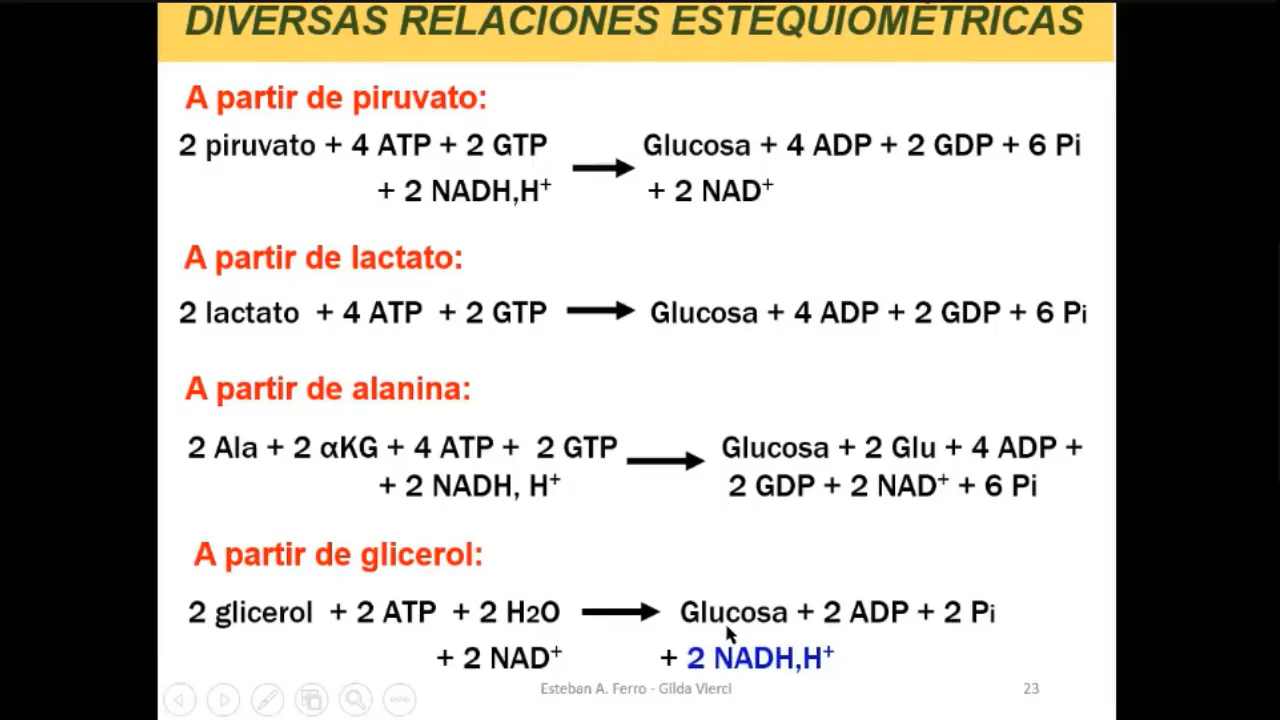 DIVERSAS RELACIONES ESTEQUIOMÉTRICAS
A partir de piruvato:
2 piruvato + 4 ATP + 2 GTP → Glucosa + 4 ADP + 2 GDP + 6 Pi
+ 2 NADH,H⁺ + 2 NAD⁺
A partir de lactato:
2 lactato + 4 ATP + 2 GTP → Glucosa + 4 ADP + 2 GDP + 6 Pi
A partir de alanina:
2 Ala + 2 αKG + 4 ATP + 2 GTP → Glucosa + 2 Glu + 4 ADP +
+ 2 NADH, H⁺ 2 GDP + 2 NAD⁺ + 6 Pi
A partir de glicerol:
2 glicerol + 2 ATP + 2 H2O → Glucosa + 2 ADP + 2 Pi
+ 2 NAD⁺ + 2 NADH,H⁺
Esteban A. Ferro - Gilda Vierci 23